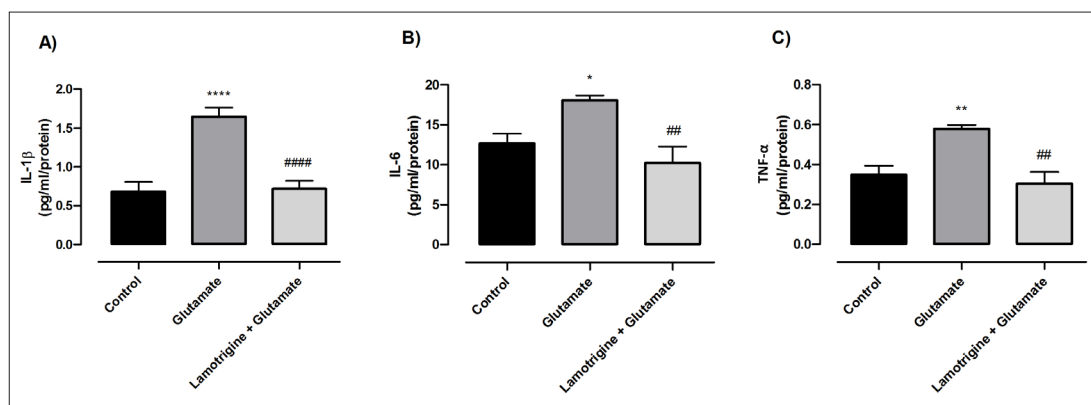 A)
IL-1β
(pg/ml/protein)
2.0
1.5
1.0
0.5
0.0
****
####
Control
Glutamate
Lamotrigine + Glutamate
B)
IL-6
(pg/ml/protein)
20
15
10
5
0
*
##
Control
Glutamate
Lamotrigine + Glutamate
C)
TNF-α
(pg/ml/protein)
0.8
0.6
0.4
0.2
0.0
**
##
Control
Glutamate
Lamotrigine + Glutamate